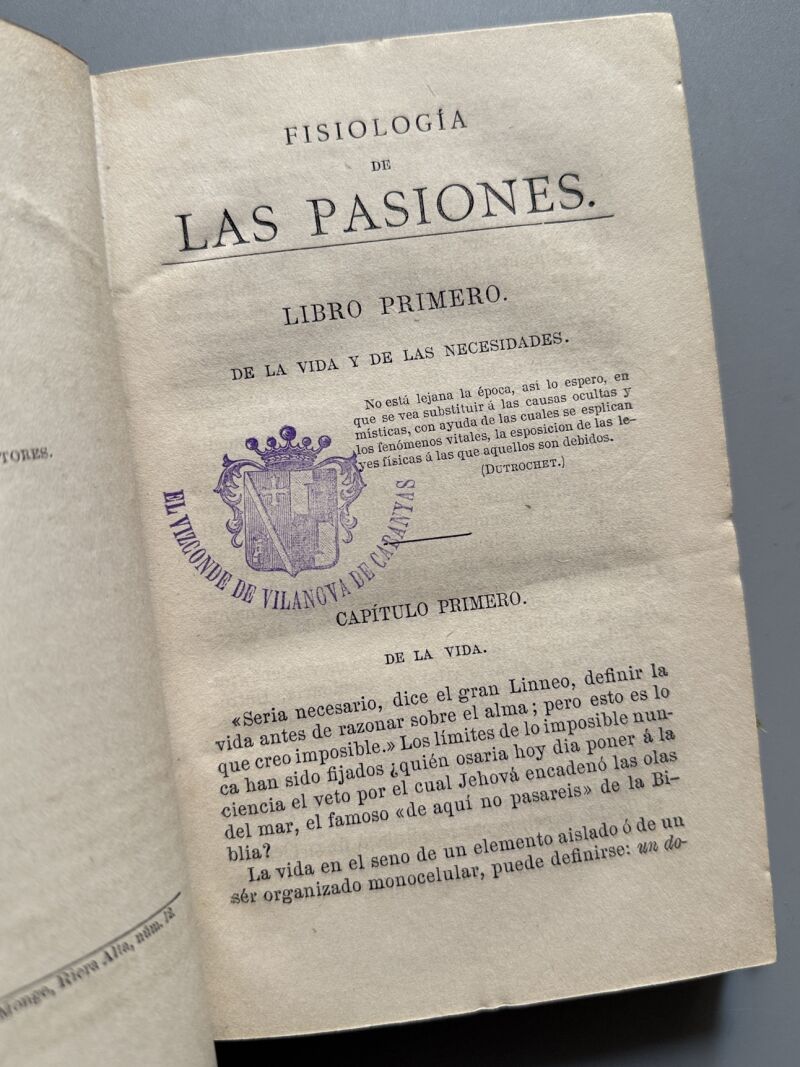 TORES.
Monge, Riera Alta, núm. 12.
FISIOLOGÍA
DE
LAS PASIONES.
LIBRO PRIMERO.
DE LA VIDA Y DE LAS NECESIDADES.
No está lejana la época, asi lo espero, en
que se vea substituir á las causas ocultas y
místicas, con ayuda de las cuales se esplican
los fenómenos vitales, la esposicion de las le-
yes físicas á las que aquellos son debidos.
(DUTROCHET.)
EL VIZCONDE DE VILANOVA DE CABANYAS
CAPÍTULO PRIMERO.
DE LA VIDA.
«Seria necesario, dice el gran Linneo, definir la
vida antes de razonar sobre el alma; pero esto es lo
que creo imposible.» Los límites de lo imposible nun-
ca han sido fijados ¿quién osaria hoy dia poner á la
ciencia el veto por el cual Jehová encadenó las olas
del mar, el famoso «de aquí no pasareis» de la Bi-
blia?
La vida en el seno de un elemento aislado ó de un
sér organizado monocelular, puede definirse: un do-